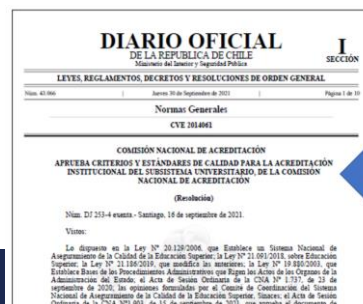 DIARIO OFICIAL
DE LA REPUBLICA DE CHILE
Ministerio del Interior y Seguridad Pública
I
SECCIÓN
LEYES, REGLAMENTOS, DECRETOS Y RESOLUCIONES DE ORDEN GENERAL
Núm. 43.066 | Jueves 30 de Septiembre de 2021 | Página 1 de 10
Normas Generales
CVE 2014061
COMISIÓN NACIONAL DE ACREDITACIÓN
APRUEBA CRITERIOS Y ESTÁNDARES DE CALIDAD PARA LA ACREDITACIÓN
INSTITUCIONAL DEL SUBSISTEMA UNIVERSITARIO, DE LA COMISIÓN
NACIONAL DE ACREDITACIÓN
(Resolución)
Núm. DJ 253-4 exenta.- Santiago, 16 de septiembre de 2021.
Vistos:
Lo dispuesto en la Ley Nº 20.129/2006, que Establece un Sistema Nacional de
Aseguramiento de la Calidad de la Educación Superior; la Ley Nº 21.091/2018, sobre Educación
Superior; la Ley Nº 21.186/2019, que modifica las anteriores; la Ley Nº 19.880/2003, que
Establece Bases de los Procedimientos Administrativos que Rigen los Actos de los Órganos de la
Administración del Estado; el Acta de Sesión Ordinaria de la CNA Nº 1.737, de 23 de
septiembre de 2020; las opiniones formuladas por el Comité de Coordinación del Sistema
Nacional de Aseguramiento de la Calidad de la Educación Superior, Sinaces; el Acta de Sesión